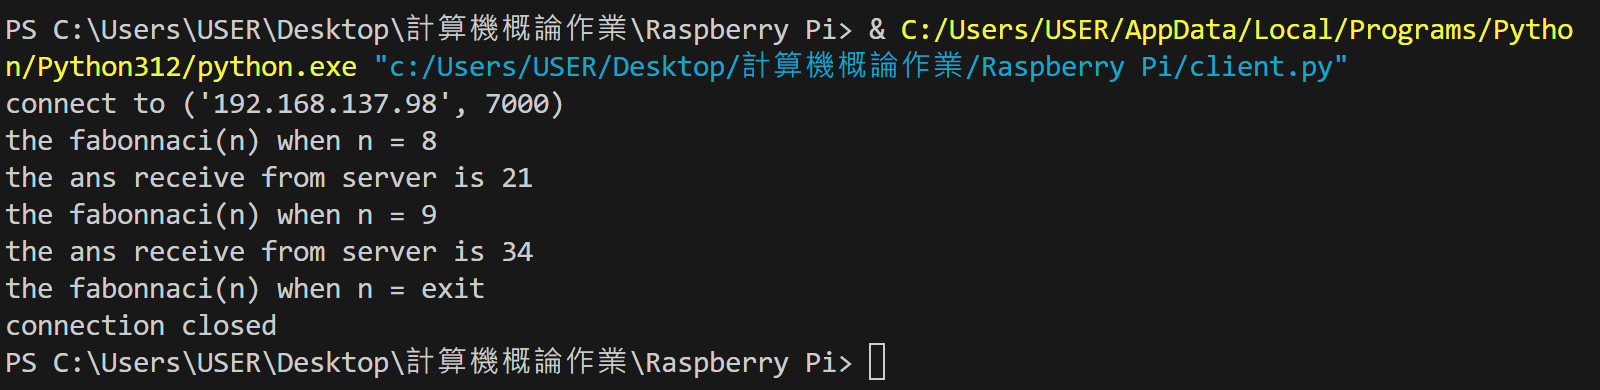 PS C:\Users\USER\Desktop\計算機概論作業\Raspberry Pi> & C:/Users/USER/AppData/Local/Programs/Pytho
n/Python312/python.exe "c:/Users/USER/Desktop/計算機概論作業/Raspberry Pi/client.py"
connect to ('192.168.137.98', 7000)
the fabonnaci(n) when n = 8
the ans receive from server is 21
the fabonnaci(n) when n = 9
the ans receive from server is 34
the fabonnaci(n) when n = exit
connection closed
PS C:\Users\USER\Desktop\計算機概論作業\Raspberry Pi>